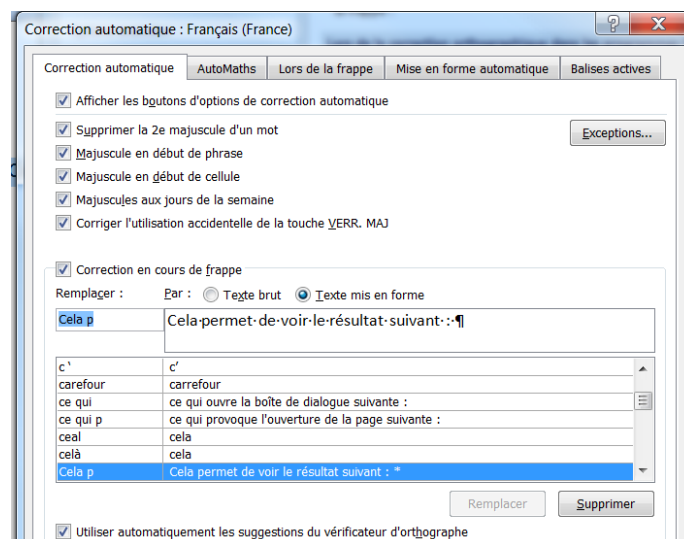 Correction automatique : Français (France)
Correction automatique AutoMaths Lors de la frappe Mise en forme automatique Balises actives
Afficher les boutons d'options de correction automatique
Supprimer la 2e majuscule d'un mot Exceptions...
Majuscule en début de phrase
Majuscule en début de cellule
Majuscules aux jours de la semaine
Corriger l'utilisation accidentelle de la touche VERR. MAJ
Correction en cours de frappe
Remplacer : Par : Texte brut Texte mis en forme
Cela p Cela·permet·de·voir·le·résultat·suivant·:·¶
c ‛ c’
carefour carrefour
ce qui ce qui ouvre la boîte de dialogue suivante :
ce qui p ce qui provoque l'ouverture de la page suivante :
ceal cela
celà cela
Cela p Cela permet de voir le résultat suivant : *
Remplacer Supprimer
Utiliser automatiquement les suggestions du vérificateur d'orthographe